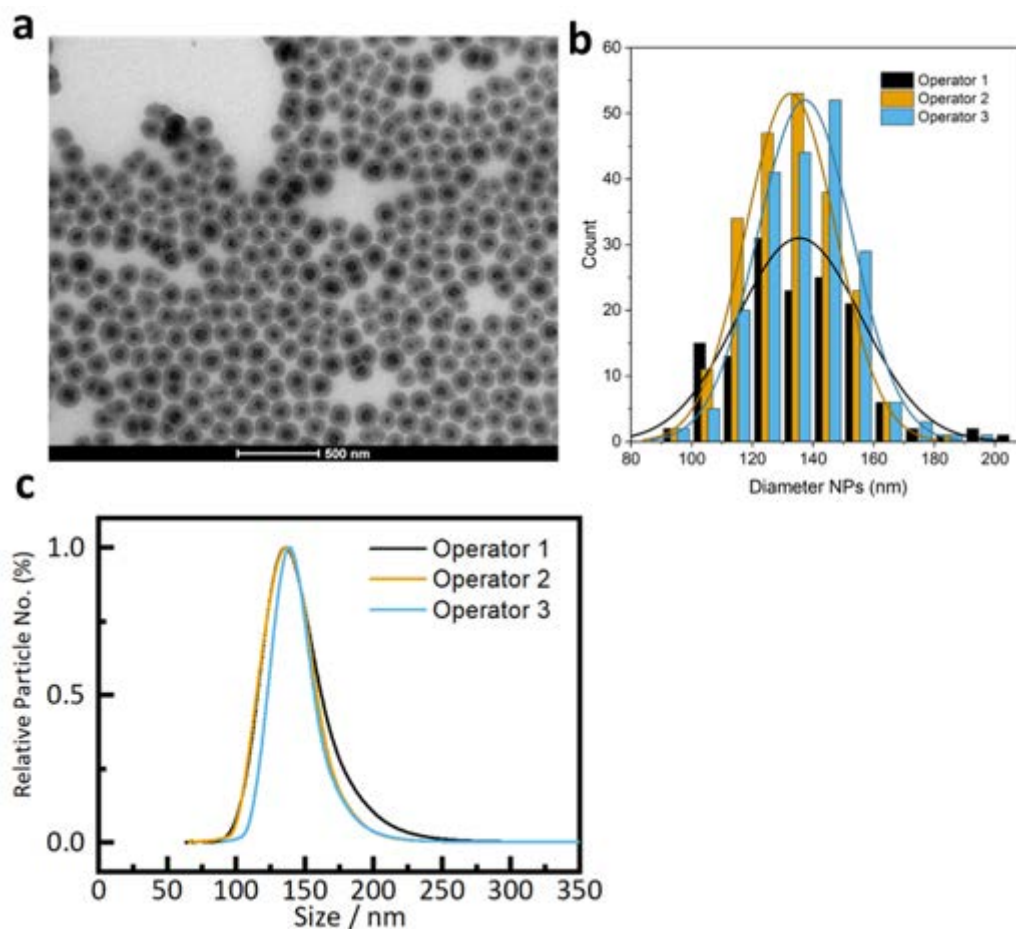 a
500 nm
b
60
50
40
30
20
10
0
Count
Operator 1
Operator 2
Operator 3
80 100 120 140 160 180 200
Diameter NPs (nm)
c
Relative Particle No. (%)
1.0
0.5
0.0
Operator 1
Operator 2
Operator 3
0 50 100 150 200 250 300 350
Size / nm